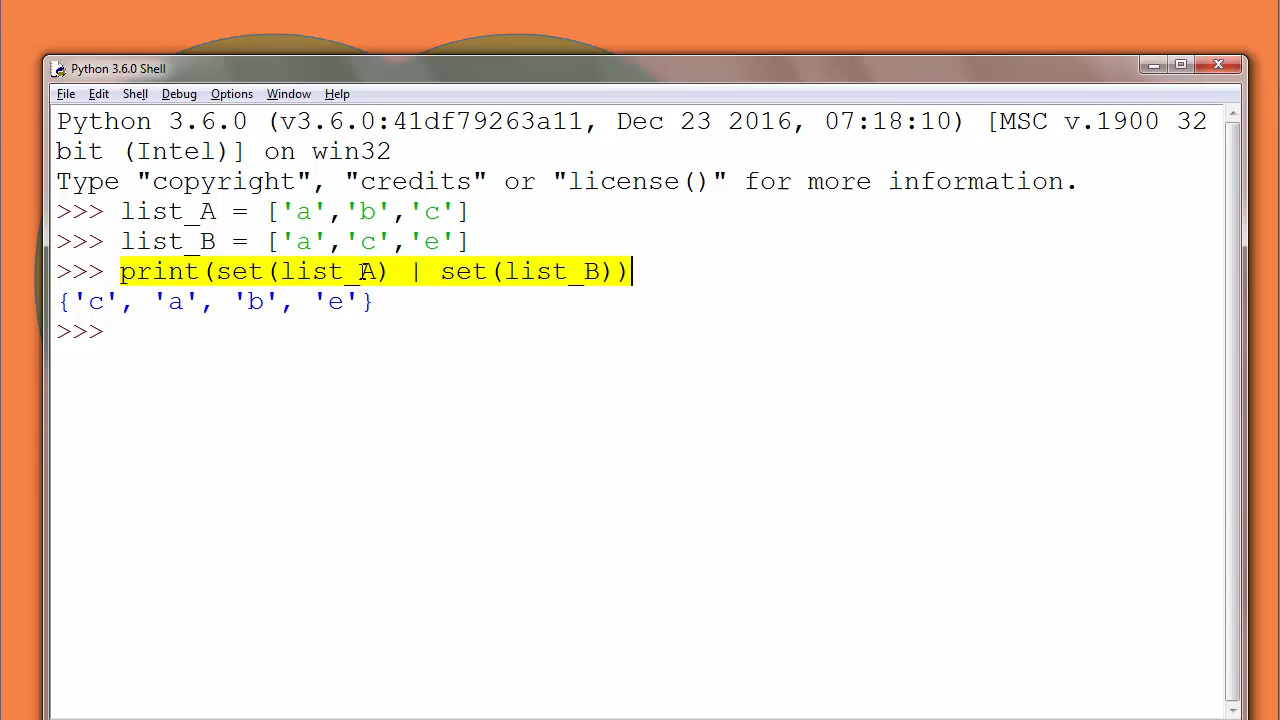 Python 3.6.0 Shell
File Edit Shell Debug Options Window Help
Python 3.6.0 (v3.6.0:41df79263a11, Dec 23 2016, 07:18:10) [MSC v.1900 32
bit (Intel)] on win32
Type "copyright", "credits" or "license()" for more information.
>>> list_A = ['a','b','c']
>>> list_B = ['a','c','e']
>>> print(set(list_A) | set(list_B))
{'c', 'a', 'b', 'e'}
>>>